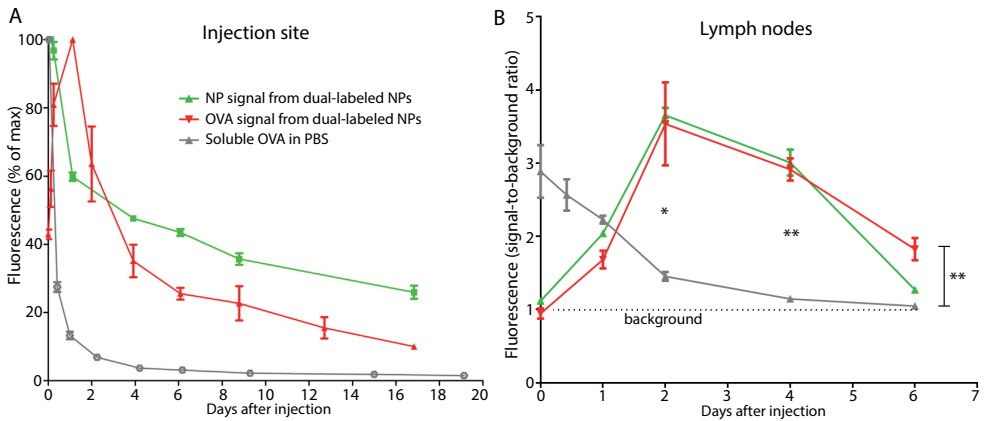 A
Injection site
Fluorescence (% of max)
100
80
60
40
20
0
NP signal from dual-labeled NPs
OVA signal from dual-labeled NPs
Soluble OVA in PBS
0 2 4 6 8 10 12 14 16 18 20
Days after injection
B
Lymph nodes
Fluorescence (signal-to-background ratio)
5
4
3
2
1
0
*
**
**
background
0 1 2 4 6 7
Days after injection